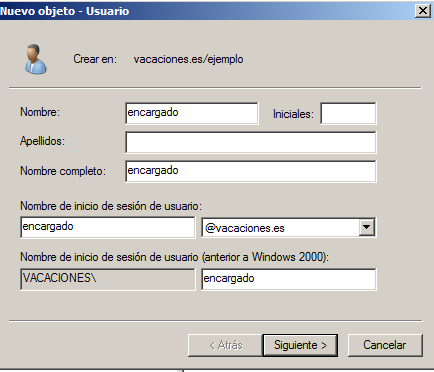 Nuevo objeto - Usuario
Crear en: vacaciones.es/ejemplo
Nombre: encargado Iniciales:
Apellidos:
Nombre completo: encargado
Nombre de inicio de sesión de usuario:
encargado @vacaciones.es
Nombre de inicio de sesión de usuario (anterior a Windows 2000):
VACACIONES\ encargado
< Atrás Siguiente > Cancelar